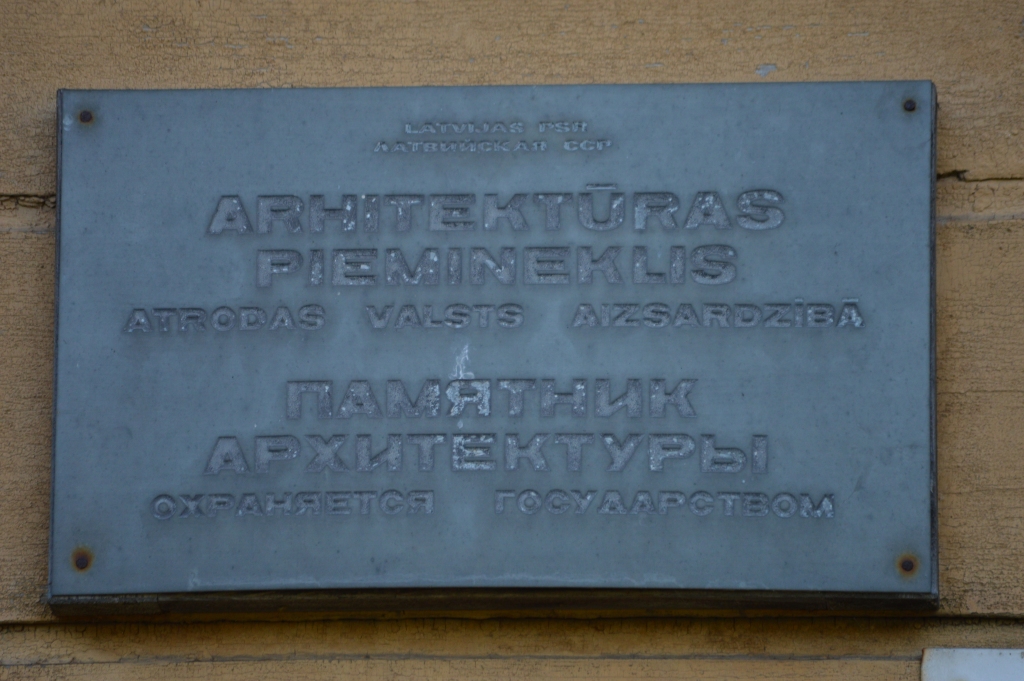 LATVIJAS PSR
ЛАТВИЙСКАЯ ССР
ARHITEKTŪRAS
PIEMINEKLIS
ATRODAS VALSTS AIZSARDZĪBĀ
ПАМЯТНИК
АРХИТЕКТУРЫ
ОХРАНЯЕТСЯ ГОСУДАРСТВОМ